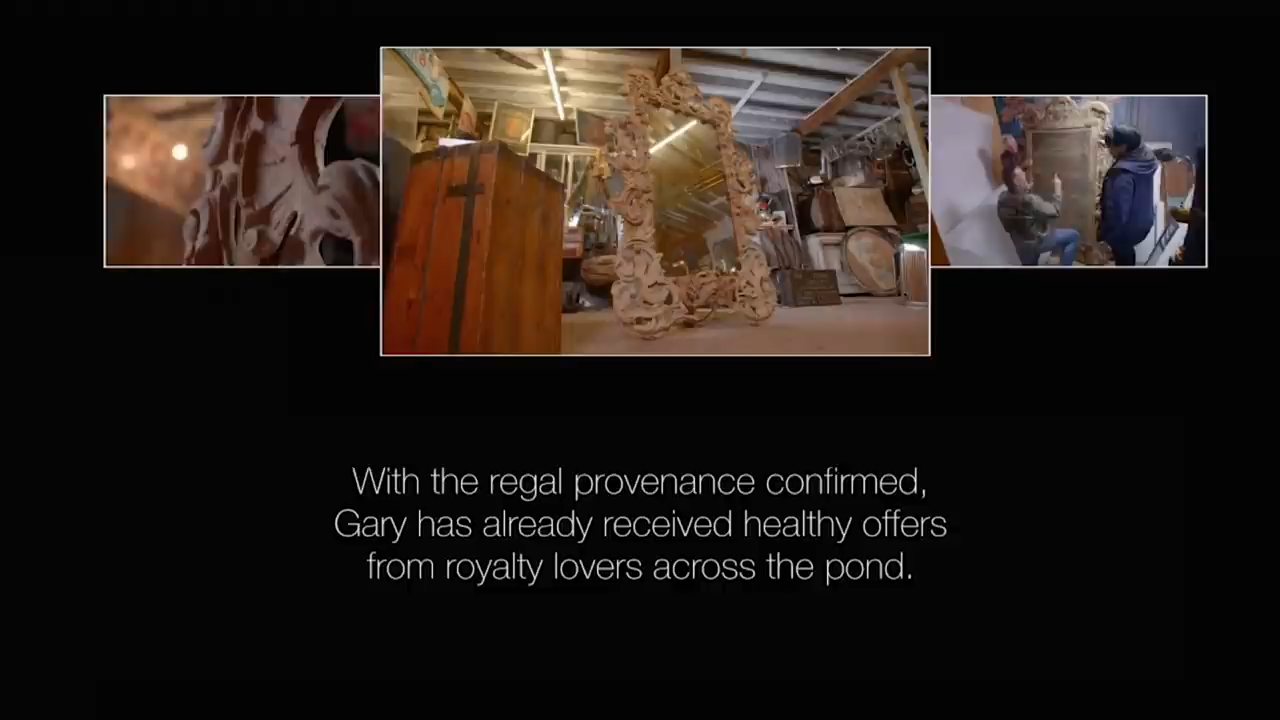 With the regal provenance confirmed,
Gary has already received healthy offers
from royalty lovers across the pond.